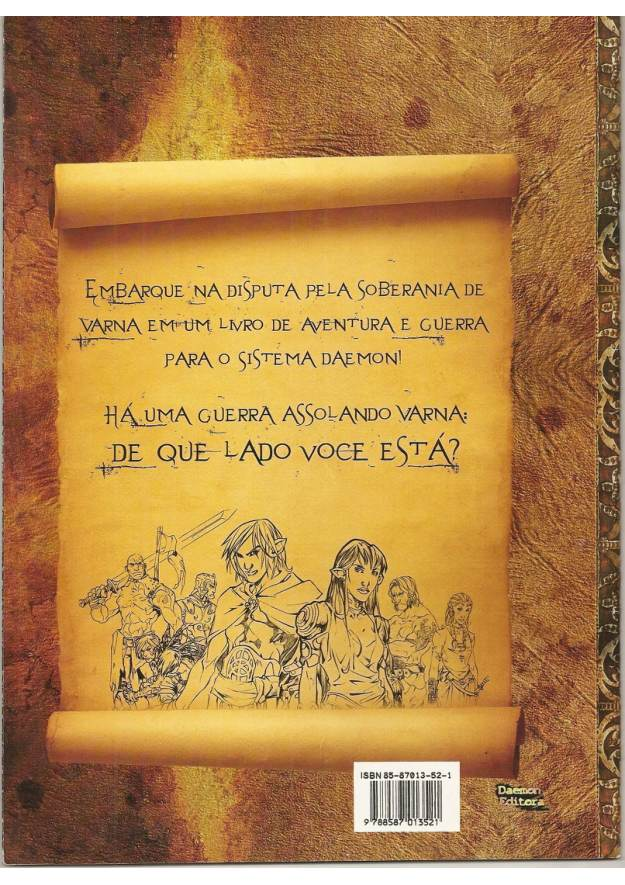 EMBARQUE NA DISPUTA PELA SOBERANIA DE
VARNA EM UM LIVRO DE AVENTURA E GUERRA
PARA O SISTEMA DAEMON!
HÁ UMA GUERRA ASSOLANDO VARNA:
DE QUE LADO VOCE ESTÁ?
ISBN 85-87013-52-1
9 788587 013521
Daemon
Editora